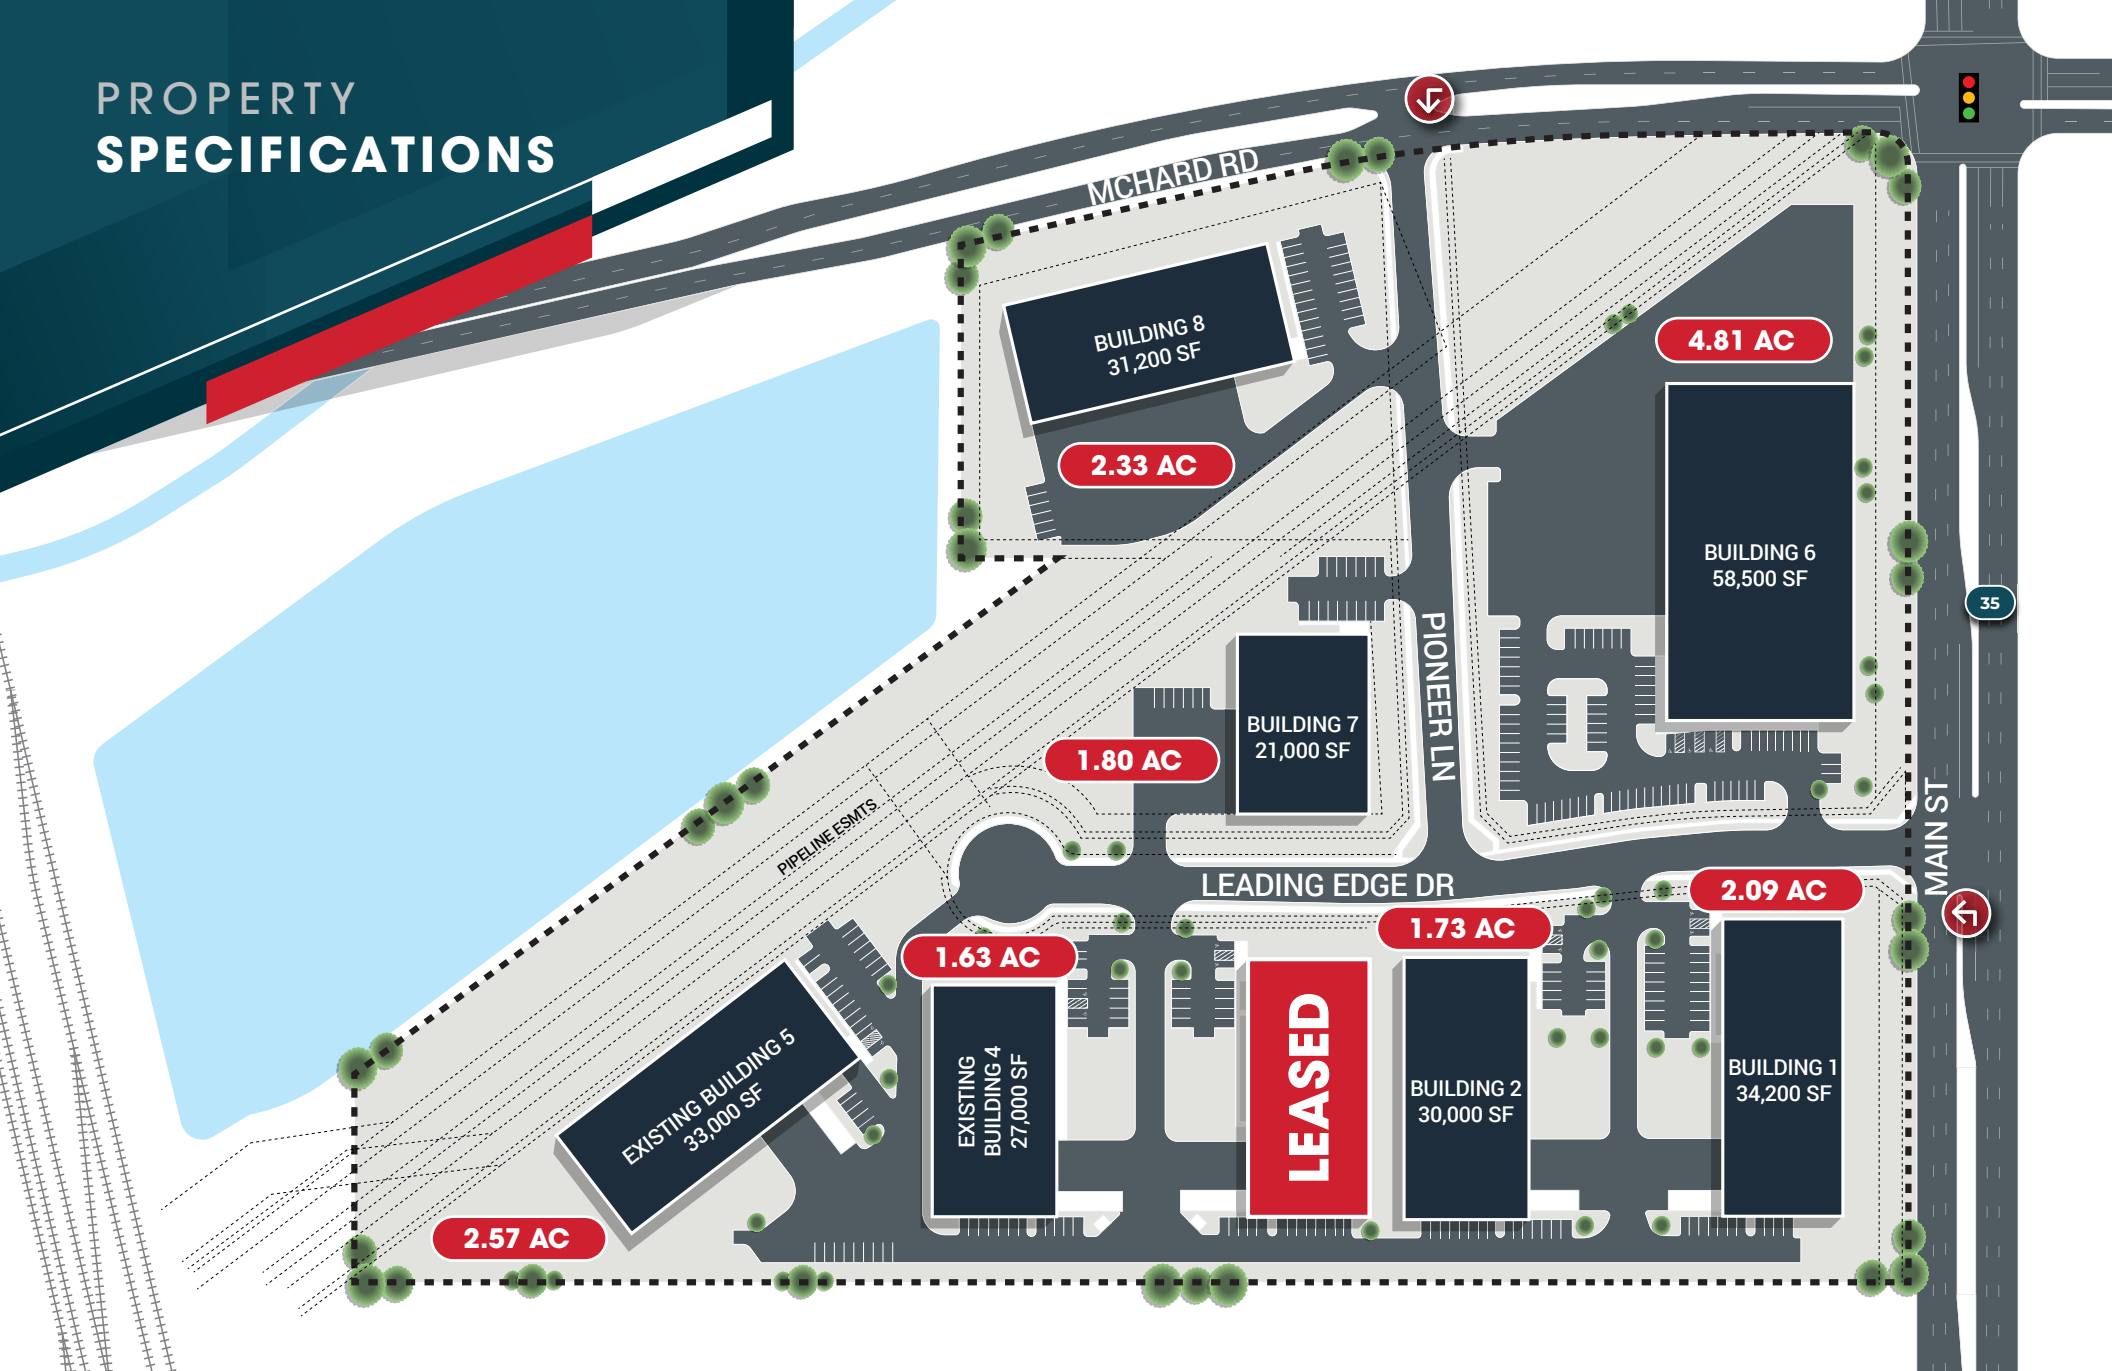 PROPERTY
SPECIFICATIONS
MCHARD RD
BUILDING 8
31,200 SF
2.33 AC
4.81 AC
BUILDING 6
58,500 SF
35
PIONEER LN
BUILDING 7
21,000 SF
1.80 AC
PIPELINE ESMTS
LEADING EDGE DR
MAIN ST
2.09 AC
1.73 AC
1.63 AC
EXISTING BUILDING 5
33,000 SF
EXISTING
BUILDING 4
27,000 SF
LEASED
BUILDING 2
30,000 SF
BUILDING 1
34,200 SF
2.57 AC